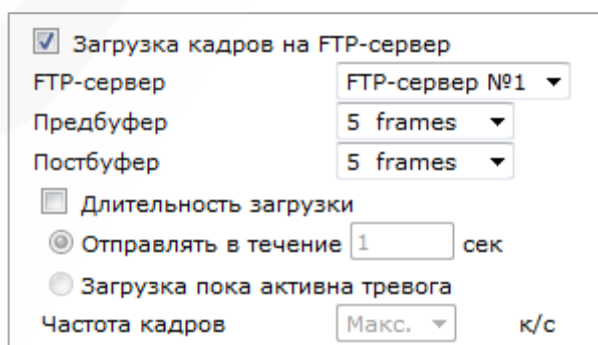 Загрузка кадров на FTP-сервер
FTP-сервер FTP-сервер №1
Предбуфер 5 frames
Постбуфер 5 frames
Длительность загрузки
Отправлять в течение 1 сек
Загрузка пока активна тревога
Частота кадров Макс. к/с